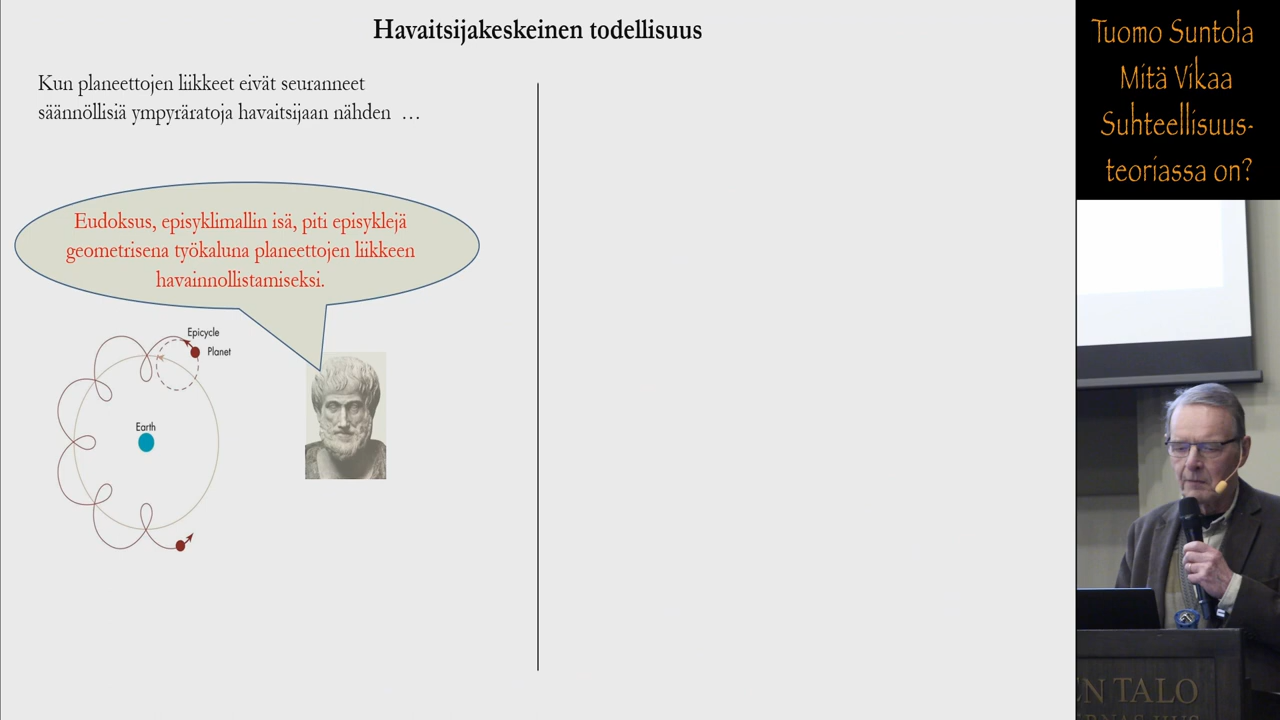 Havaitsijakeskeinen todellisuus
Kun planeettojen liikkeet eivät seuranneet
säännöllisiä ympyräratoja havaitsijaan nähden …
Eudoksus, episyklimallin isä, piti episyklejä
geometrisena työkaluna planeettojen liikkeen
havainnollistamiseksi.
Epicycle
Planet
Earth
Tuomo Suntola
Mitä Vikaa
Suhteellisuus-
teoriassa on?
EN TALO